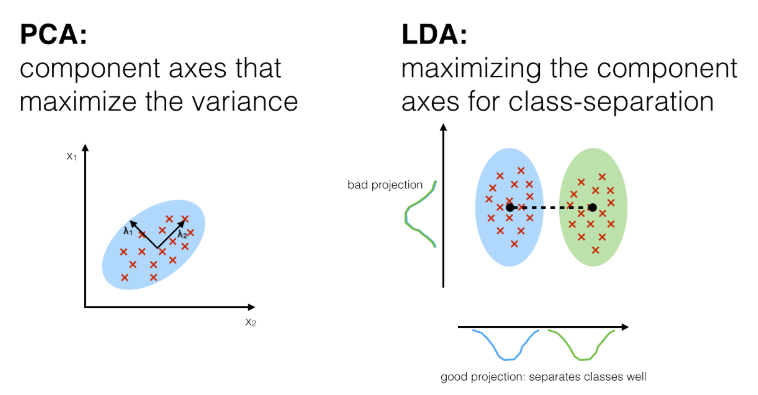 PCA:
component axes that
maximize the variance
x1
λ1
λ2
x2
LDA:
maximizing the component
axes for class-separation
bad projection
good projection: separates classes well